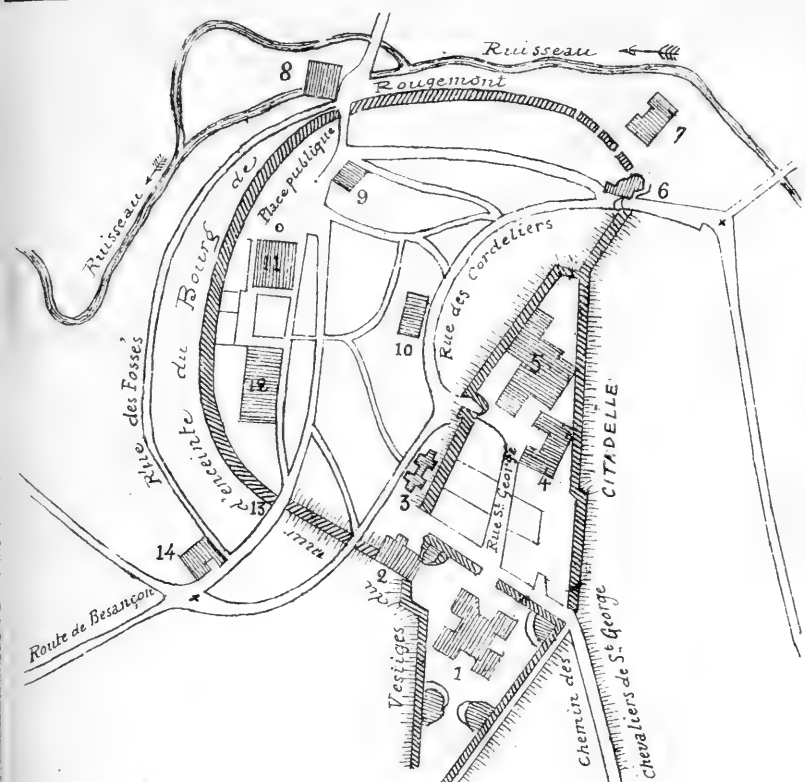 Ruisseau
8
Rougemont
7
Place publique
6
9
Ruisseau
de
Rue des Cordeliers
11
Bourg
10
5
12
du
Rue des Fossés
CITADELLE
4
3
Rue St. George
d'enceinte
13
mur
14
2
du
Route de Besançon
1
Vestiges
Chemin des
chevaliers de St George